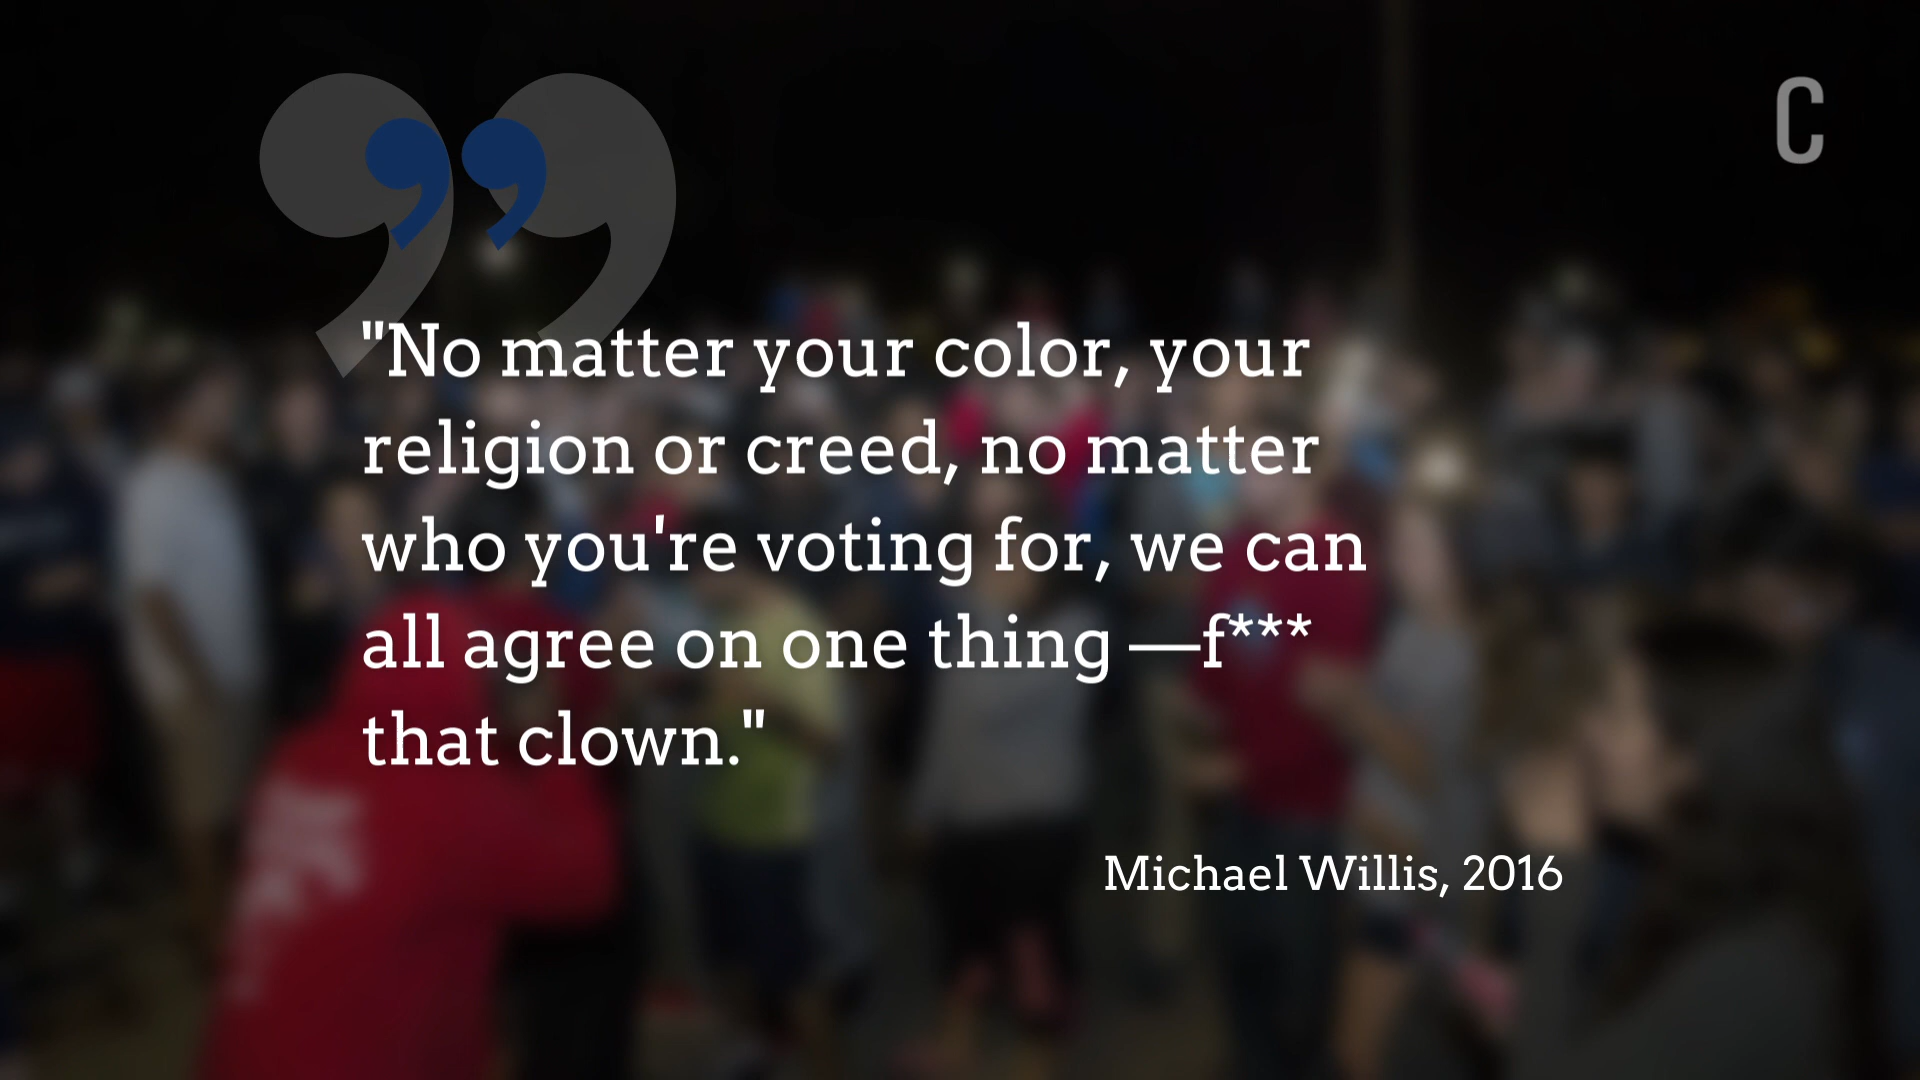 C
"No matter your color, your
religion or creed, no matter
who you're voting for, we can
all agree on one thing —f***
that clown."
Michael Willis, 2016